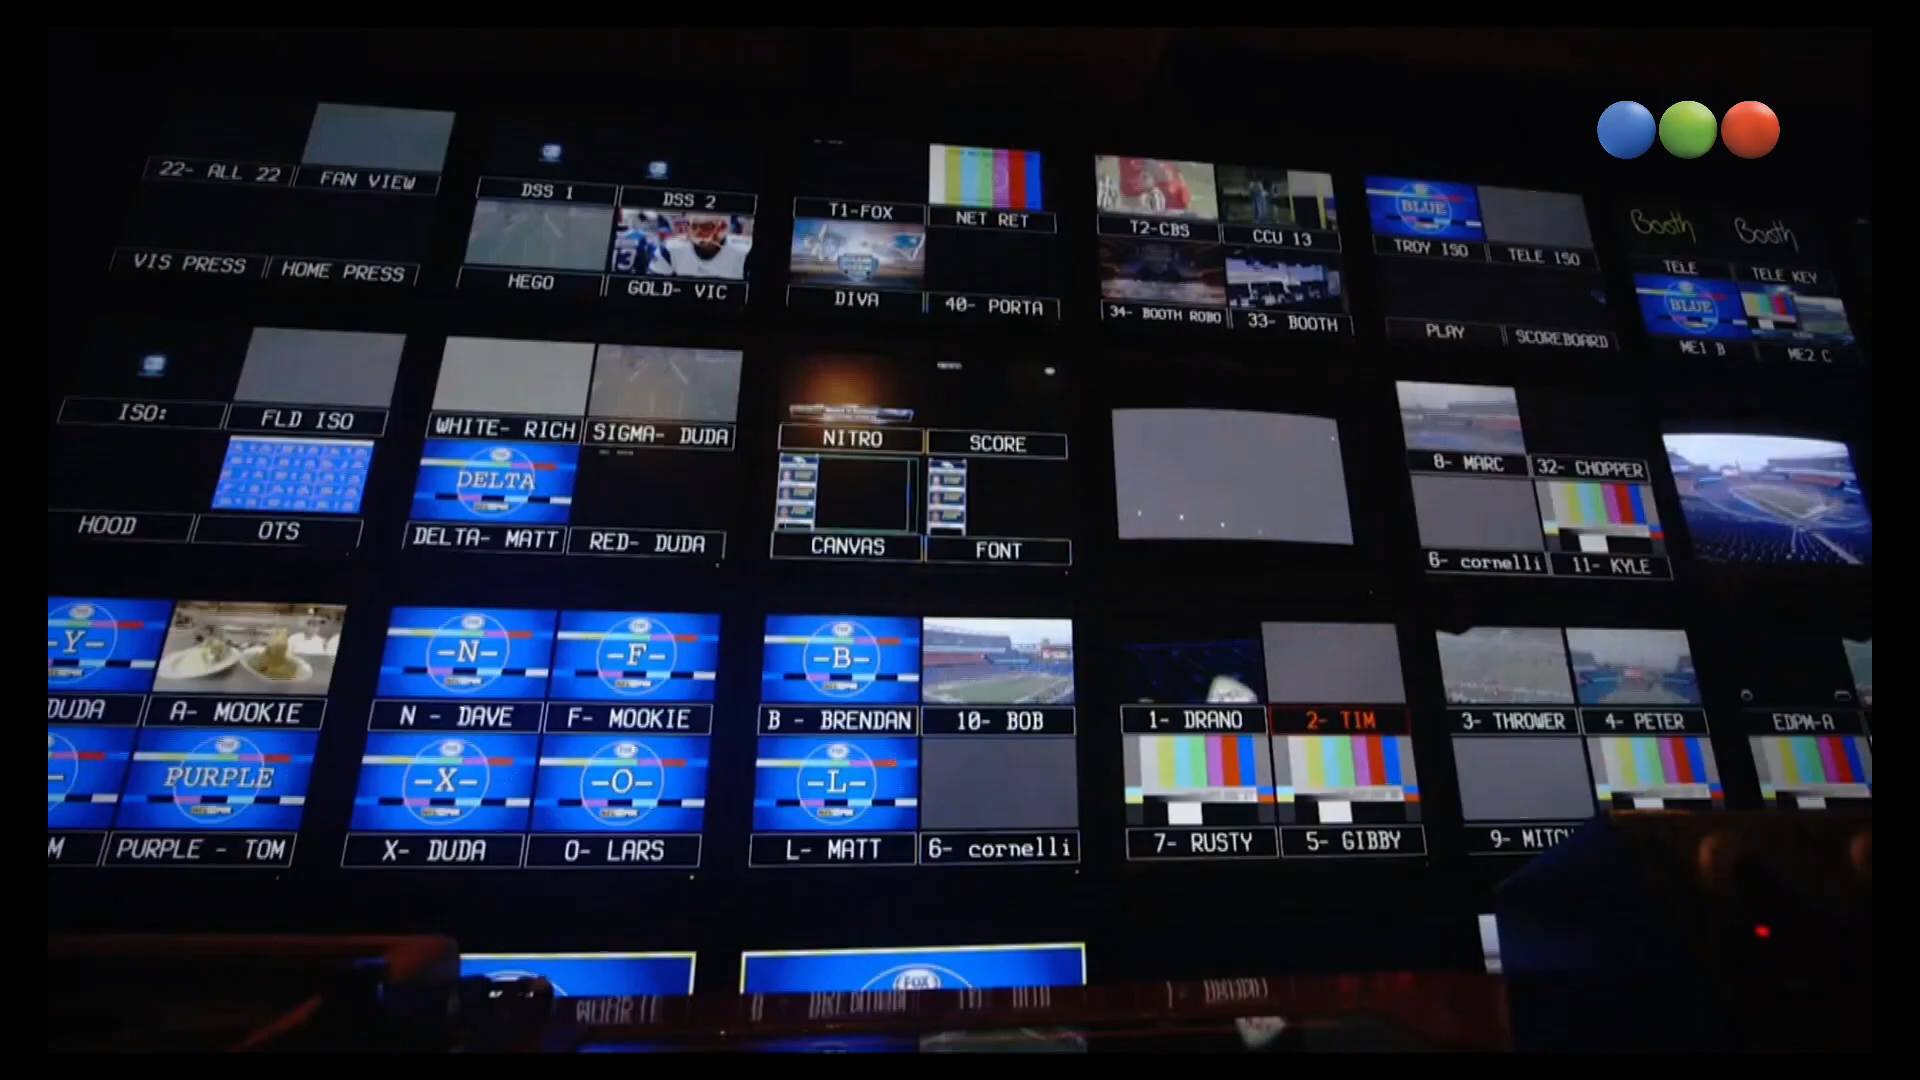 22- ALL 22
FAN VIEW
VIS PRESS
HOME PRESS
DSS 1
DSS 2
HEGO
GOLD- VIC
T1-FOX
NET RET
DIVA
40- PORTA
T2-CBS
CCU 13
34- BOOTH ROBO
33- BOOTH
BLUE
TROY ISO
TELE ISO
PLAY
SCOREBOARD
Booth
Booth
TELE
TELE KEY
BLUE
ME1 B
ME2 C
ISO:
FLD ISO
HOOD
OTS
WHITE- RICH
SIGMA- DUDA
DELTA
DELTA- MATT
RED- DUDA
NITRO
SCORE
CANVAS
FONT
8- MARC
32- CHOPPER
6- cornelli
11- KYLE
-Y-
DUDA
A- MOOKIE
PURPLE
M
PURPLE - TOM
-N-
-F-
N - DAVE
F- MOOKIE
-X-
-O-
X- DUDA
O- LARS
-B-
B - BRENDAN
10- BOB
-L-
L- MATT
6- cornelli
1- DRANO
2- TIM
7- RUSTY
5- GIBBY
3- THROWER
4- PETER
9- MITCH
EDPM-A
FOX